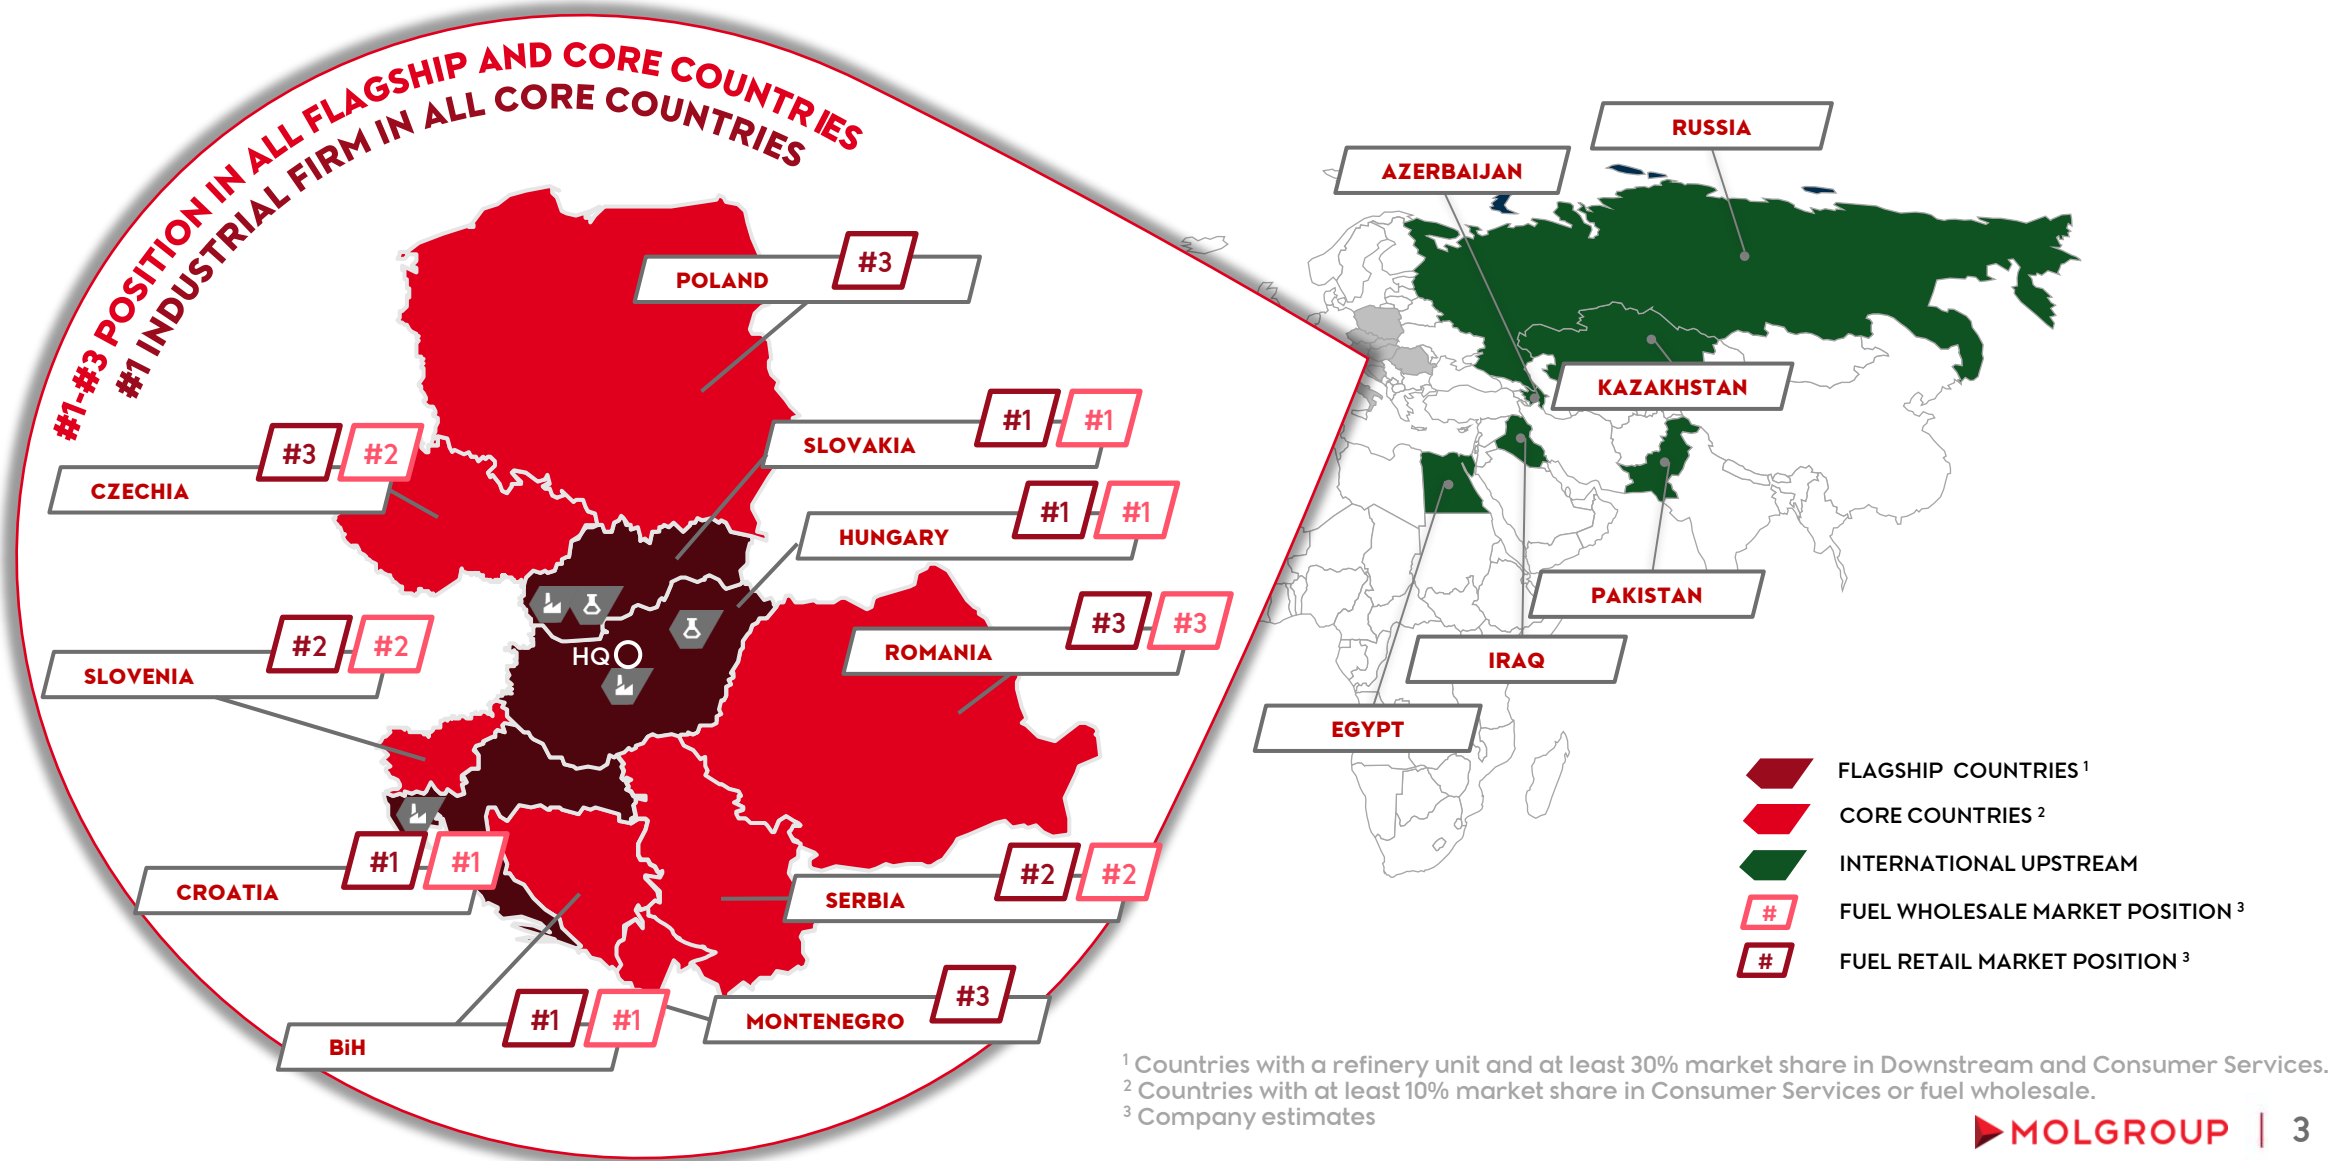 #1-#3 POSITION IN ALL FLAGSHIP AND CORE COUNTRIES
#1 INDUSTRIAL FIRM IN ALL CORE COUNTRIES
POLAND #3
SLOVAKIA #1 #1
CZECHIA #3 #2
HUNGARY #1 #1
ROMANIA #3 #3
SLOVENIA #2 #2
HQ
CROATIA #1 #1
SERBIA #2 #2
MONTENEGRO #3
BiH #1 #1
RUSSIA
AZERBAIJAN
KAZAKHSTAN
PAKISTAN
IRAQ
EGYPT
FLAGSHIP COUNTRIES ¹
CORE COUNTRIES ²
INTERNATIONAL UPSTREAM
# FUEL WHOLESALE MARKET POSITION ³
# FUEL RETAIL MARKET POSITION ³
¹ Countries with a refinery unit and at least 30% market share in Downstream and Consumer Services.
² Countries with at least 10% market share in Consumer Services or fuel wholesale.
³ Company estimates
MOLGROUP | 3